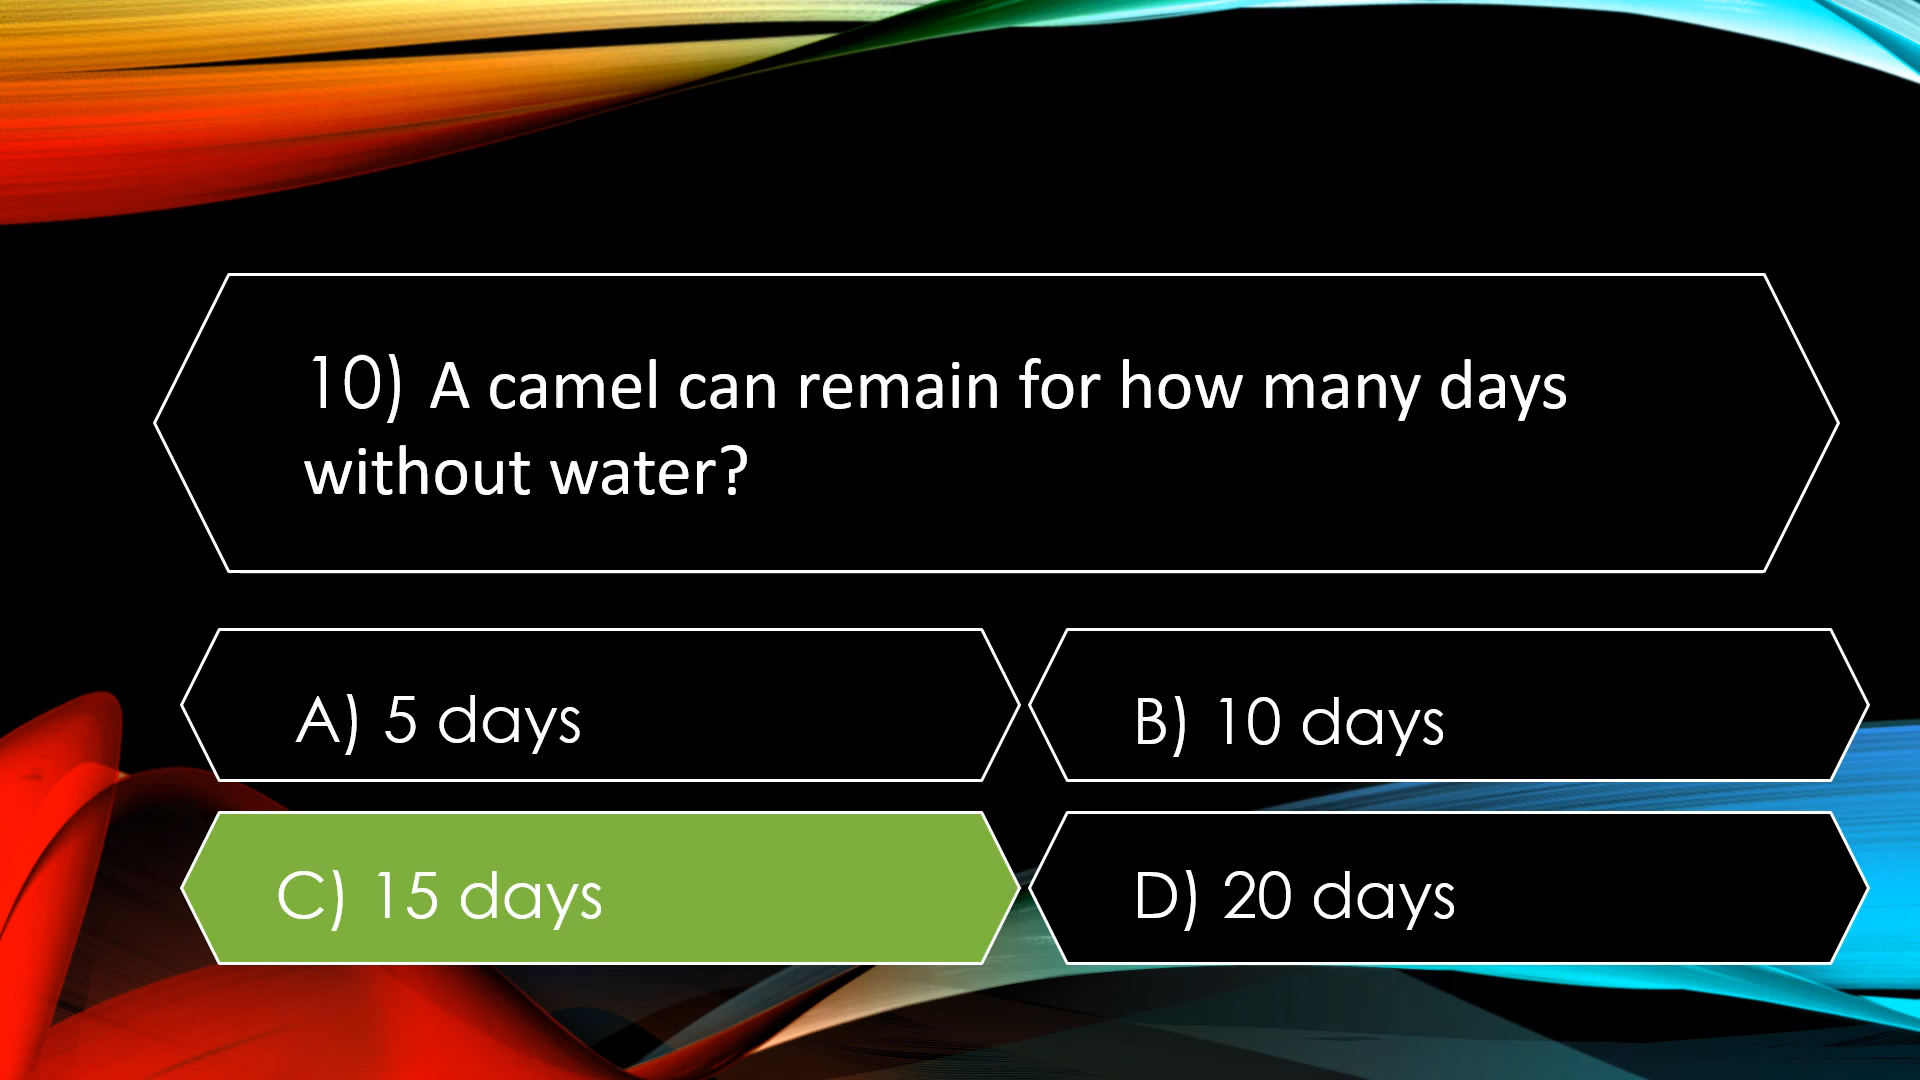 10) A camel can remain for how many days
without water?
A) 5 days
B) 10 days
C) 15 days
D) 20 days